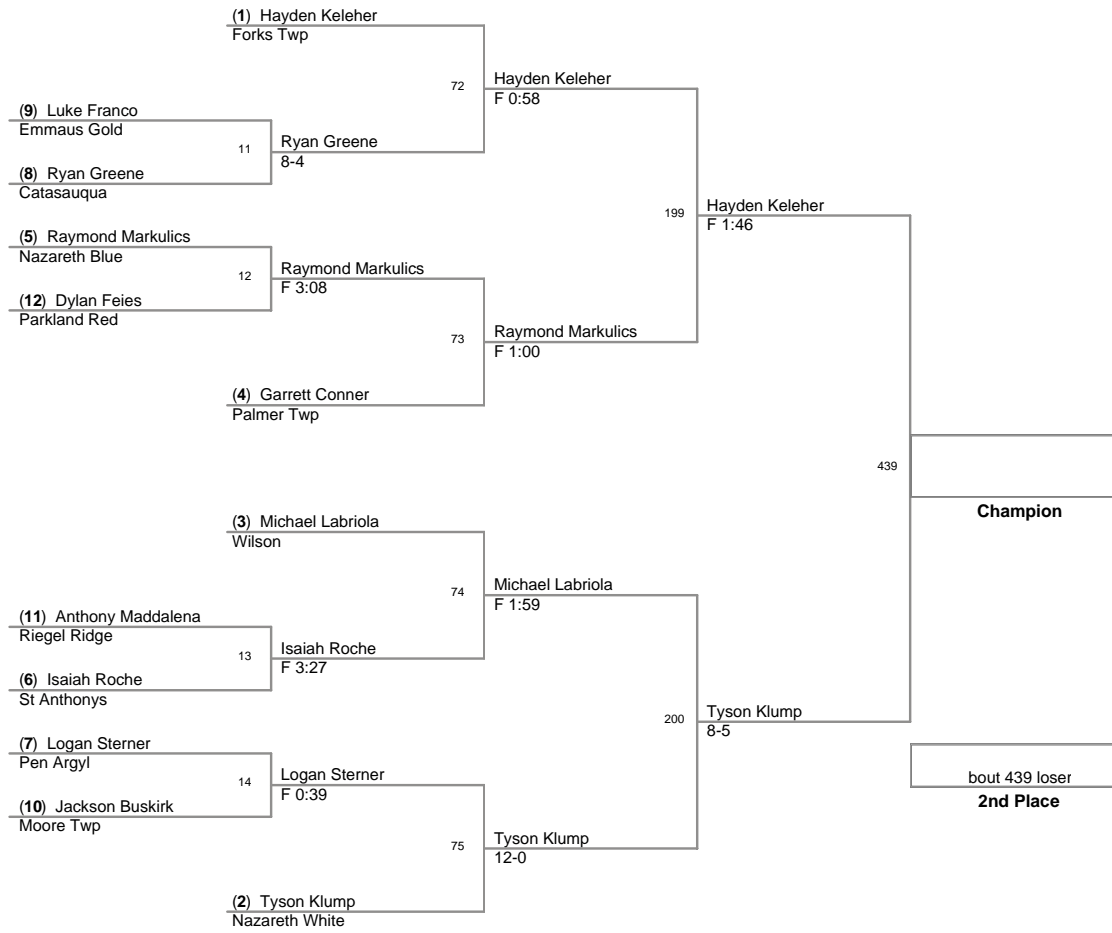 (1) Hayden Keleher
Forks Twp
72
Hayden Keleher
F 0:58
(9) Luke Franco
Emmaus Gold
11
Ryan Greene
8-4
(8) Ryan Greene
Catasauqua
199
Hayden Keleher
F 1:46
(5) Raymond Markulics
Nazareth Blue
12
Raymond Markulics
F 3:08
(12) Dylan Feies
Parkland Red
73
Raymond Markulics
F 1:00
(4) Garrett Conner
Palmer Twp
439
Champion
(3) Michael Labriola
Wilson
74
Michael Labriola
F 1:59
(11) Anthony Maddalena
Riegel Ridge
13
Isaiah Roche
F 3:27
(6) Isaiah Roche
St Anthonys
200
Tyson Klump
8-5
(7) Logan Sterner
Pen Argyl
14
Logan Sterner
F 0:39
(10) Jackson Buskirk
Moore Twp
bout 439 loser
2nd Place
75
Tyson Klump
12-0
(2) Tyson Klump
Nazareth White